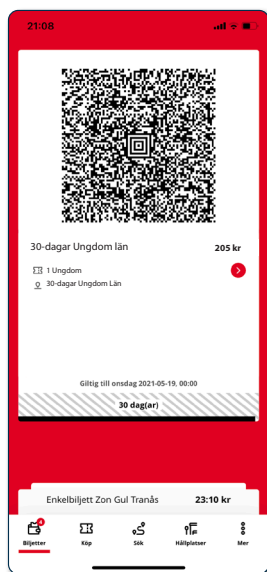 21:08
30-dagar Ungdom län 205 kr
1 Ungdom
30-dagar Ungdom Län
Giltig till onsdag 2021-05-19, 00:00
30 dag(ar)
Enkelbiljett Zon Gul Tranås 23:10 kr
4
Biljetter Köp Sök Hållplatser Mer